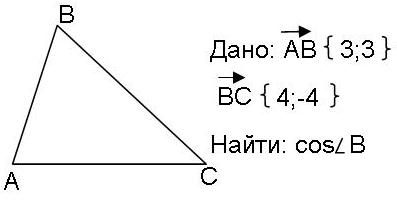 B
Дано: AB { 3;3 }
BC { 4;-4 }
Найти: cos∠B
A
C